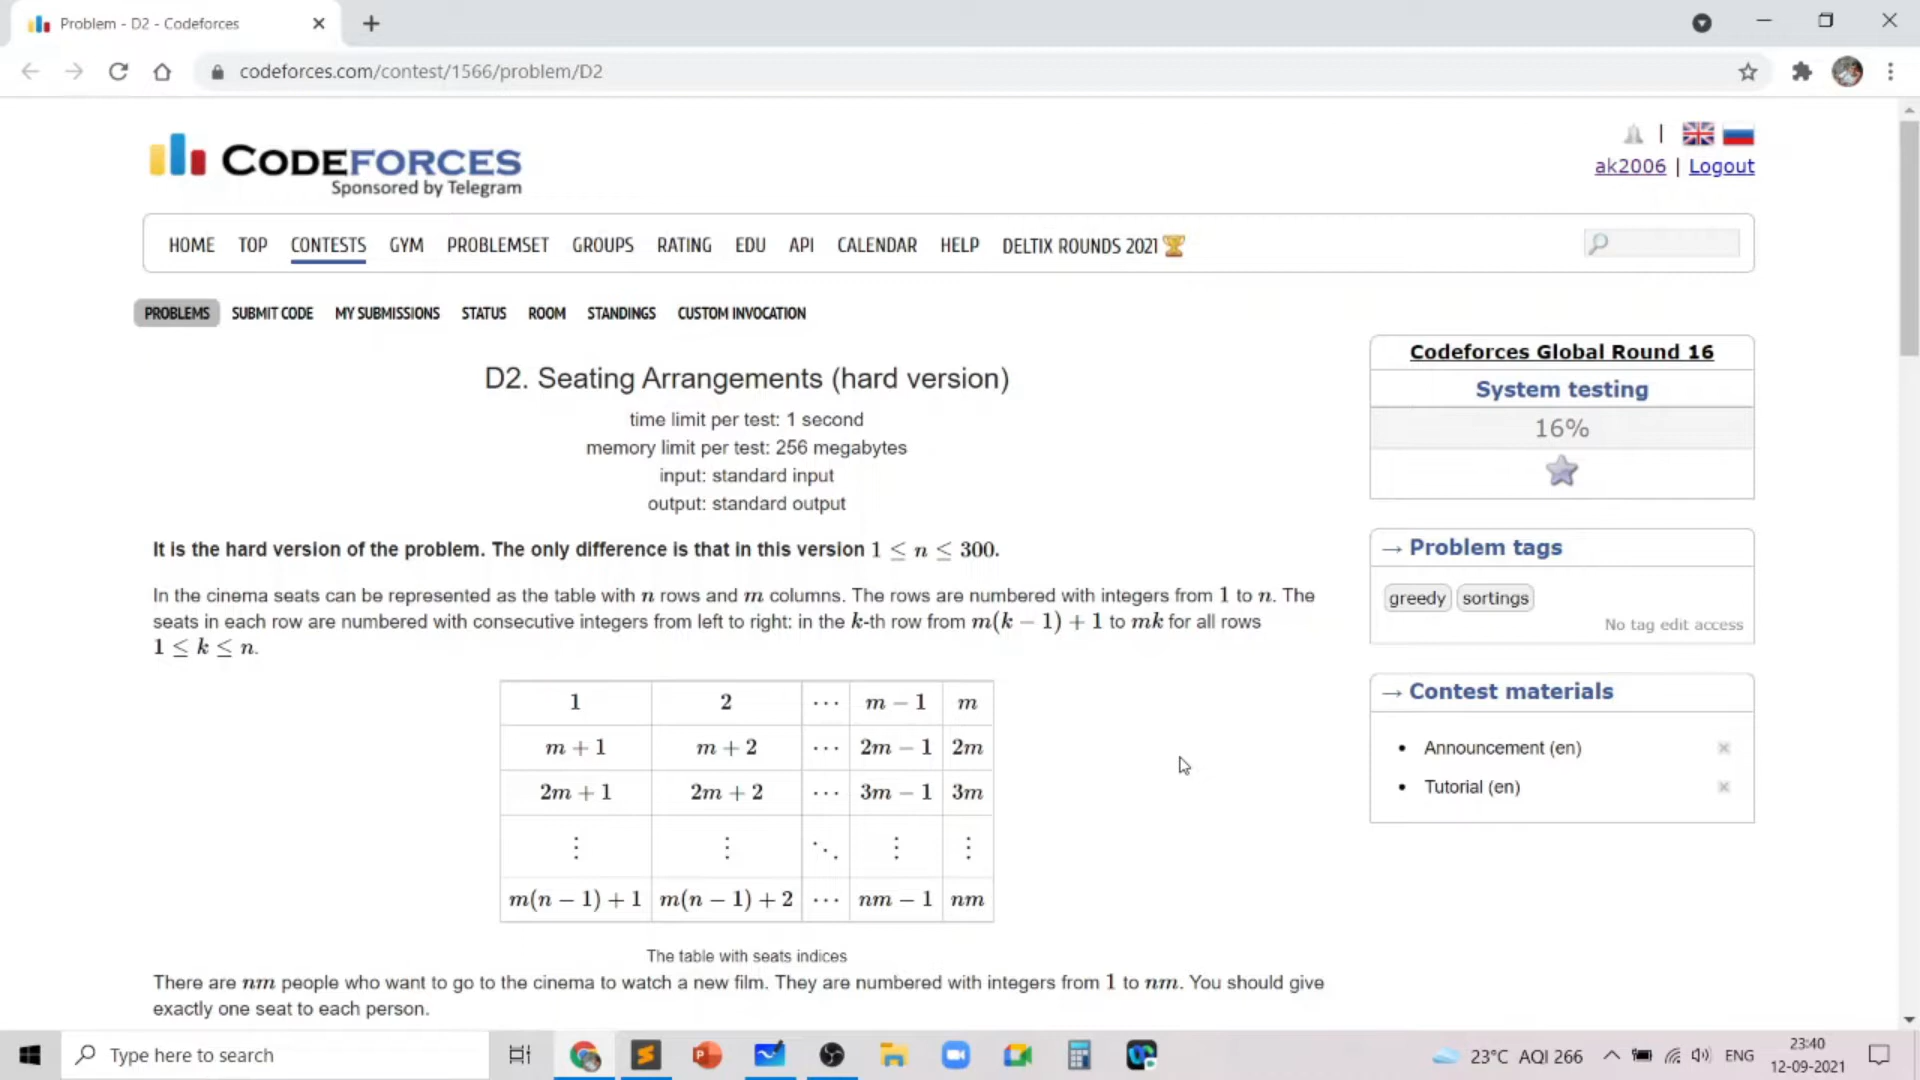 Problem - D2 - Codeforces
codeforces.com/contest/1566/problem/D2
CODEFORCES
Sponsored by Telegram
ak2006 | Logout
HOME TOP CONTESTS GYM PROBLEMSET GROUPS RATING EDU API CALENDAR HELP DELTIX ROUNDS 2021
PROBLEMS SUBMIT CODE MY SUBMISSIONS STATUS ROOM STANDINGS CUSTOM INVOCATION
D2. Seating Arrangements (hard version)
time limit per test: 1 second
memory limit per test: 256 megabytes
input: standard input
output: standard output
It is the hard version of the problem. The only difference is that in this version 1 ≤ n ≤ 300.
In the cinema seats can be represented as the table with n rows and m columns. The rows are numbered with integers from 1 to n. The
seats in each row are numbered with consecutive integers from left to right: in the k-th row from m(k − 1) + 1 to mk for all rows
1 ≤ k ≤ n.
1 2 ⋯ m − 1 m
m + 1 m + 2 ⋯ 2m − 1 2m
2m + 1 2m + 2 ⋯ 3m − 1 3m
⋮ ⋮ ⋱ ⋮ ⋮
m(n − 1) + 1 m(n − 1) + 2 ⋯ nm − 1 nm
The table with seats indices
There are nm people who want to go to the cinema to watch a new film. They are numbered with integers from 1 to nm. You should give
exactly one seat to each person.
Codeforces Global Round 16
System testing
16%
→ Problem tags
greedy sortings
No tag edit access
→ Contest materials
• Announcement (en)
• Tutorial (en)
Type here to search
23°C AQI 266
ENG
23:40
12-09-2021